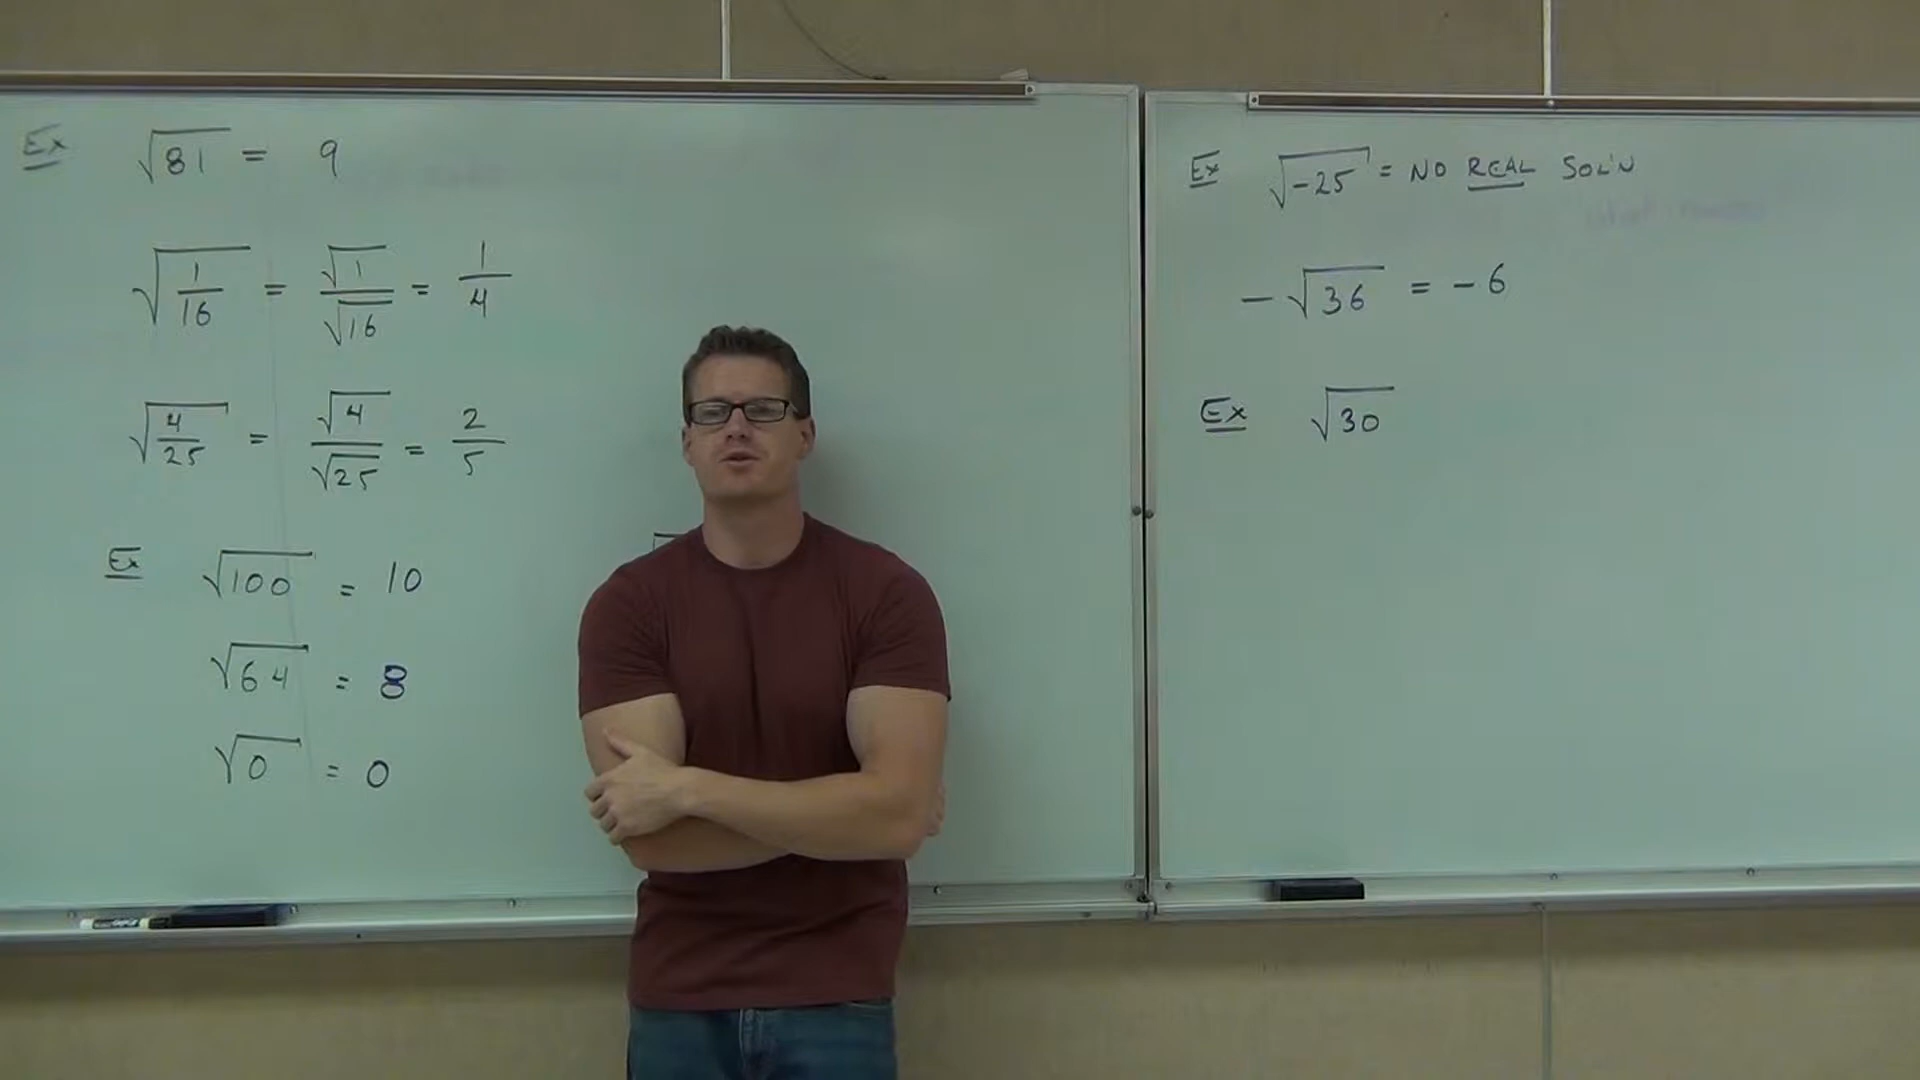 Ex √81 = 9
√(1/16) = √1/√16 = 1/4
√(4/25) = √4/√25 = 2/5
Ex √100 = 10
√64 = 8
√0 = 0
Ex √-25 = NO REAL SOL'N
-√36 = -6
Ex √30